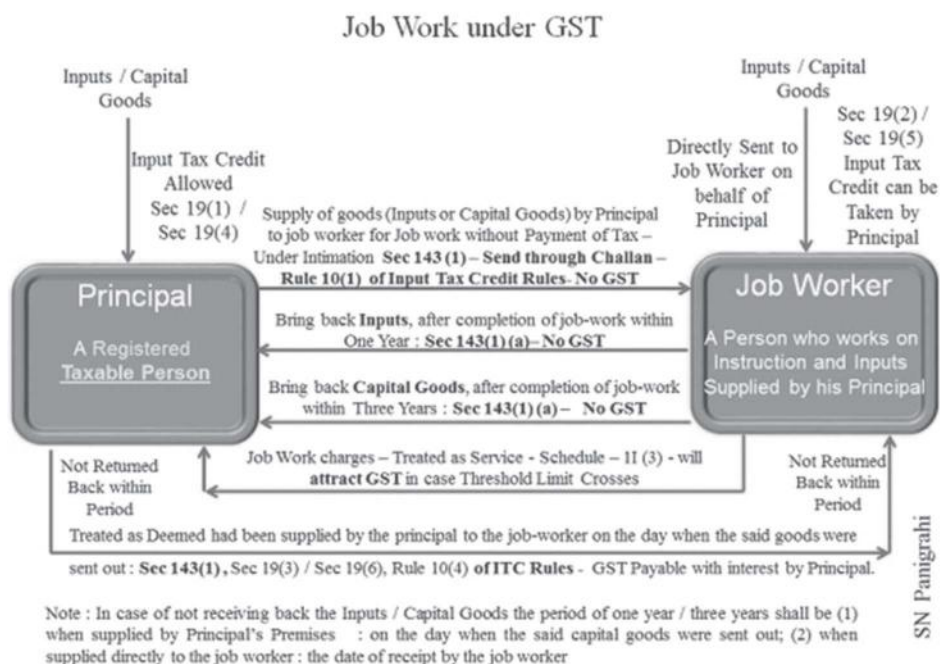 Job Work under GST
Inputs / Capital
Goods
Inputs / Capital
Goods
Input Tax Credit
Allowed
Sec 19(1) /
Sec 19(4)
Directly Sent to
Job Worker on
behalf of
Principal
Sec 19(2) /
Sec 19(5)
Input Tax
Credit can be
Taken by
Principal
Supply of goods (Inputs or Capital Goods) by Principal
to job worker for Job work without Payment of Tax –
Under Intimation Sec 143 (1) – Send through Challan –
Rule 10(1) of Input Tax Credit Rules- No GST
Principal
A Registered
Taxable Person
Job Worker
A Person who works on
Instruction and Inputs
Supplied by his Principal
Bring back Inputs, after completion of job-work within
One Year : Sec 143(1)(a)– No GST
Bring back Capital Goods, after completion of job-work
within Three Years : Sec 143(1)(a) – No GST
Job Work charges – Treated as Service - Schedule – II (3) - will
attract GST in case Threshold Limit Crosses
Not Returned
Back within
Period
Not Returned
Back within
Period
Treated as Deemed had been supplied by the principal to the job-worker on the day when the said goods were
sent out : Sec 143(1), Sec 19(3) / Sec 19(6), Rule 10(4) of ITC Rules - GST Payable with interest by Principal.
Note : In case of not receiving back the Inputs / Capital Goods the period of one year / three years shall be (1)
when supplied by Principal's Premises : on the day when the said capital goods were sent out; (2) when
supplied directly to the job worker : the date of receipt by the job worker
SN Panigrahi